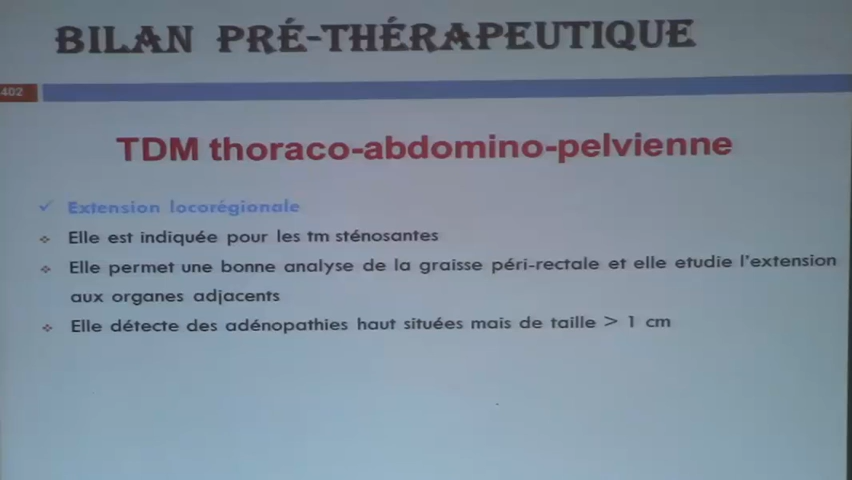 BILAN PRÉ-THÉRAPEUTIQUE
402
TDM thoraco-abdomino-pelvienne
Extension locorégionale
Elle est indiquée pour les tm sténosantes
Elle permet une bonne analyse de la graisse péri-rectale et elle etudie l'extension
aux organes adjacents
Elle détecte des adénopathies haut situées mais de taille > 1 cm